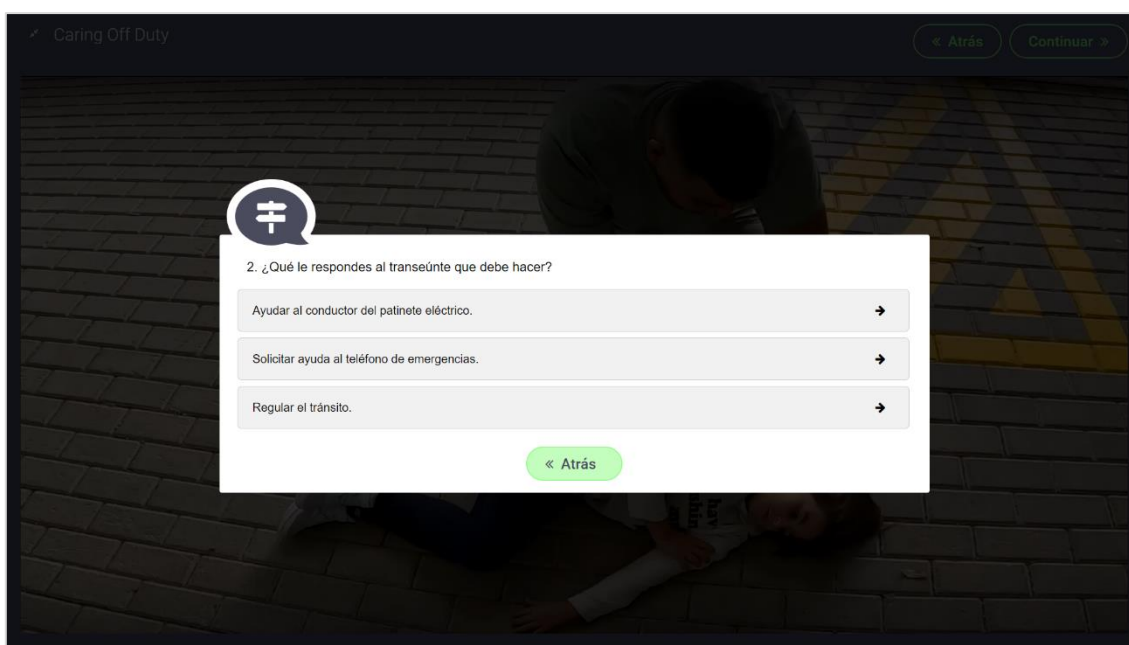 Caring Off Duty
« Atrás
Continuar »
2. ¿Qué le respondes al transeúnte que debe hacer?
Ayudar al conductor del patinete eléctrico.
Solicitar ayuda al teléfono de emergencias.
Regular el tránsito.
« Atrás